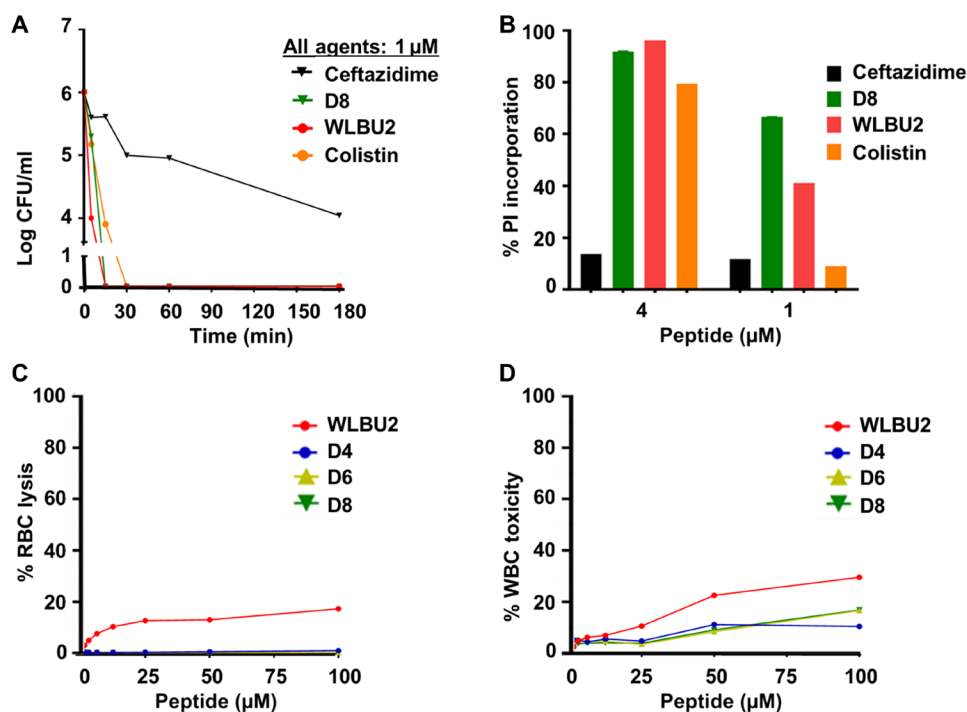 A
Log CFU/ml
7
6
5
4
1
0
0 30 60 90 120 150 180
Time (min)
All agents: 1 µM
Ceftazidime
D8
WLBU2
Colistin
B
% PI incorporation
100
80
60
40
20
0
4 1
Peptide (µM)
Ceftazidime
D8
WLBU2
Colistin
C
% RBC lysis
100
80
60
40
20
0
0 25 50 75 100
Peptide (µM)
WLBU2
D4
D6
D8
D
% WBC toxicity
100
80
60
40
20
0
0 25 50 75 100
Peptide (µM)
WLBU2
D4
D6
D8